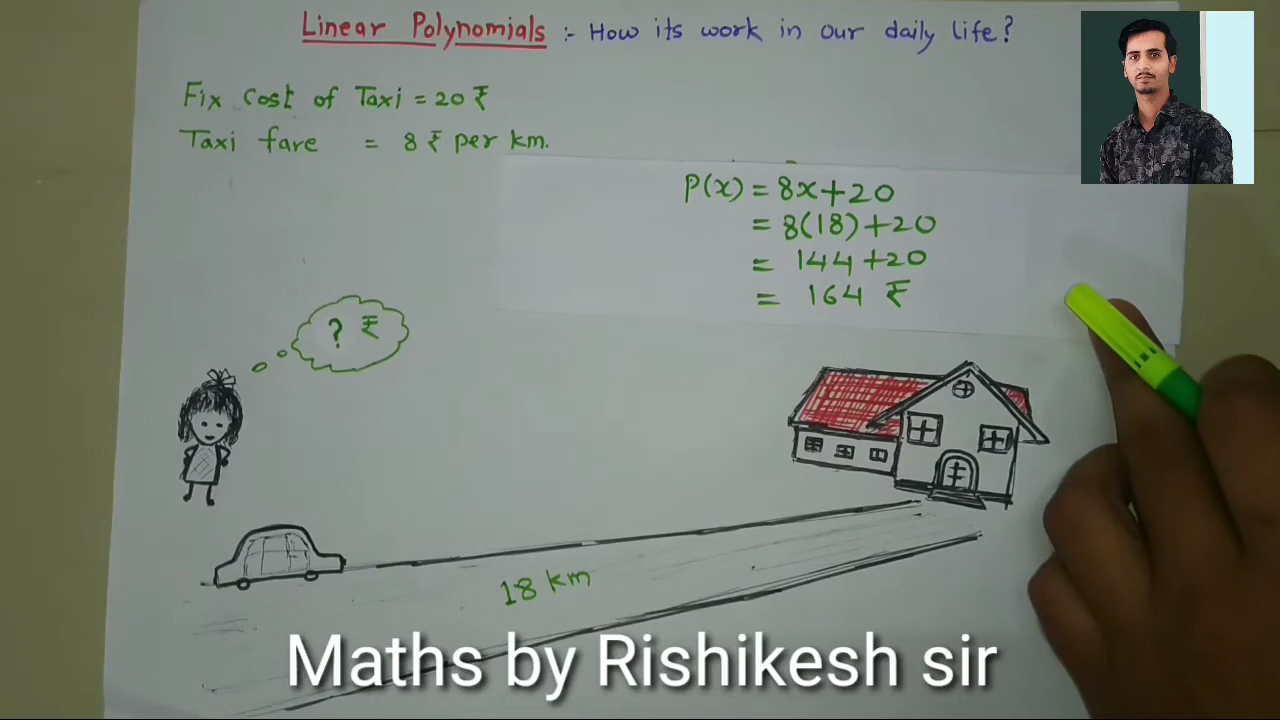 Linear Polynomials :- How its work in our daily life?
Fix cost of Taxi = 20 ₹
Taxi fare = 8 ₹ per km.
P(x) = 8x+20
= 8(18)+20
= 144+20
= 164 ₹
? ₹
18 km
Maths by Rishikesh sir